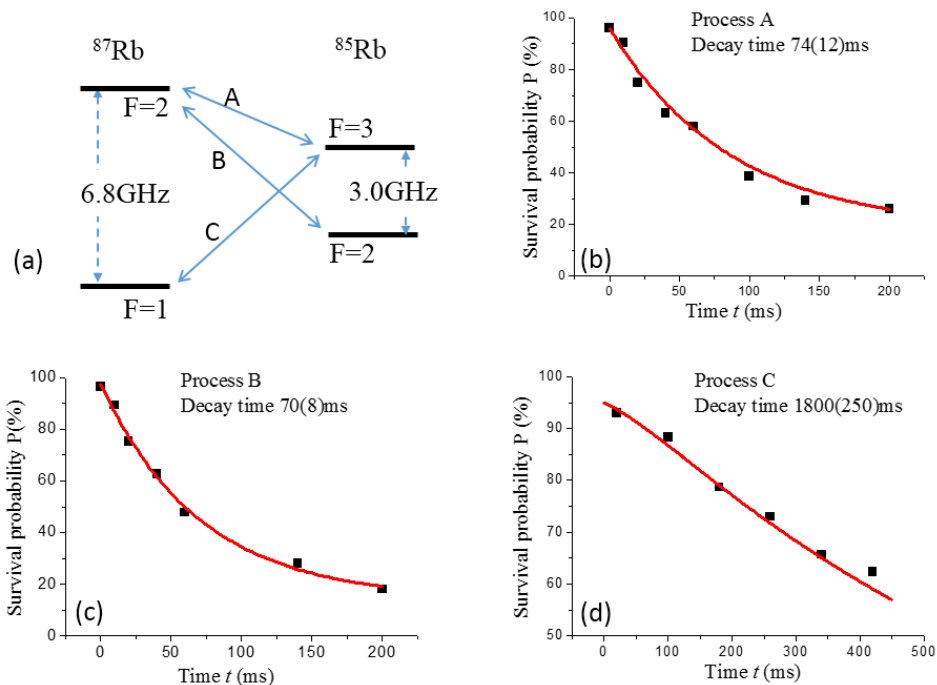 ⁸⁷Rb
⁸⁵Rb
F=2
A
F=3
B
6.8GHz
3.0GHz
C
F=2
F=1
(a)
Process A
Decay time 74(12)ms
Survival probability P (%)
100
80
60
40
20
0
0 50 100 150 200
Time t (ms)
(b)
Process B
Decay time 70(8)ms
Survival probability P(%)
100
80
60
40
20
0
0 50 100 150 200
Time t (ms)
(c)
Process C
Decay time 1800(250)ms
Survival probability P (%)
100
90
80
70
60
50
0 100 200 300 400 500
Time t (ms)
(d)